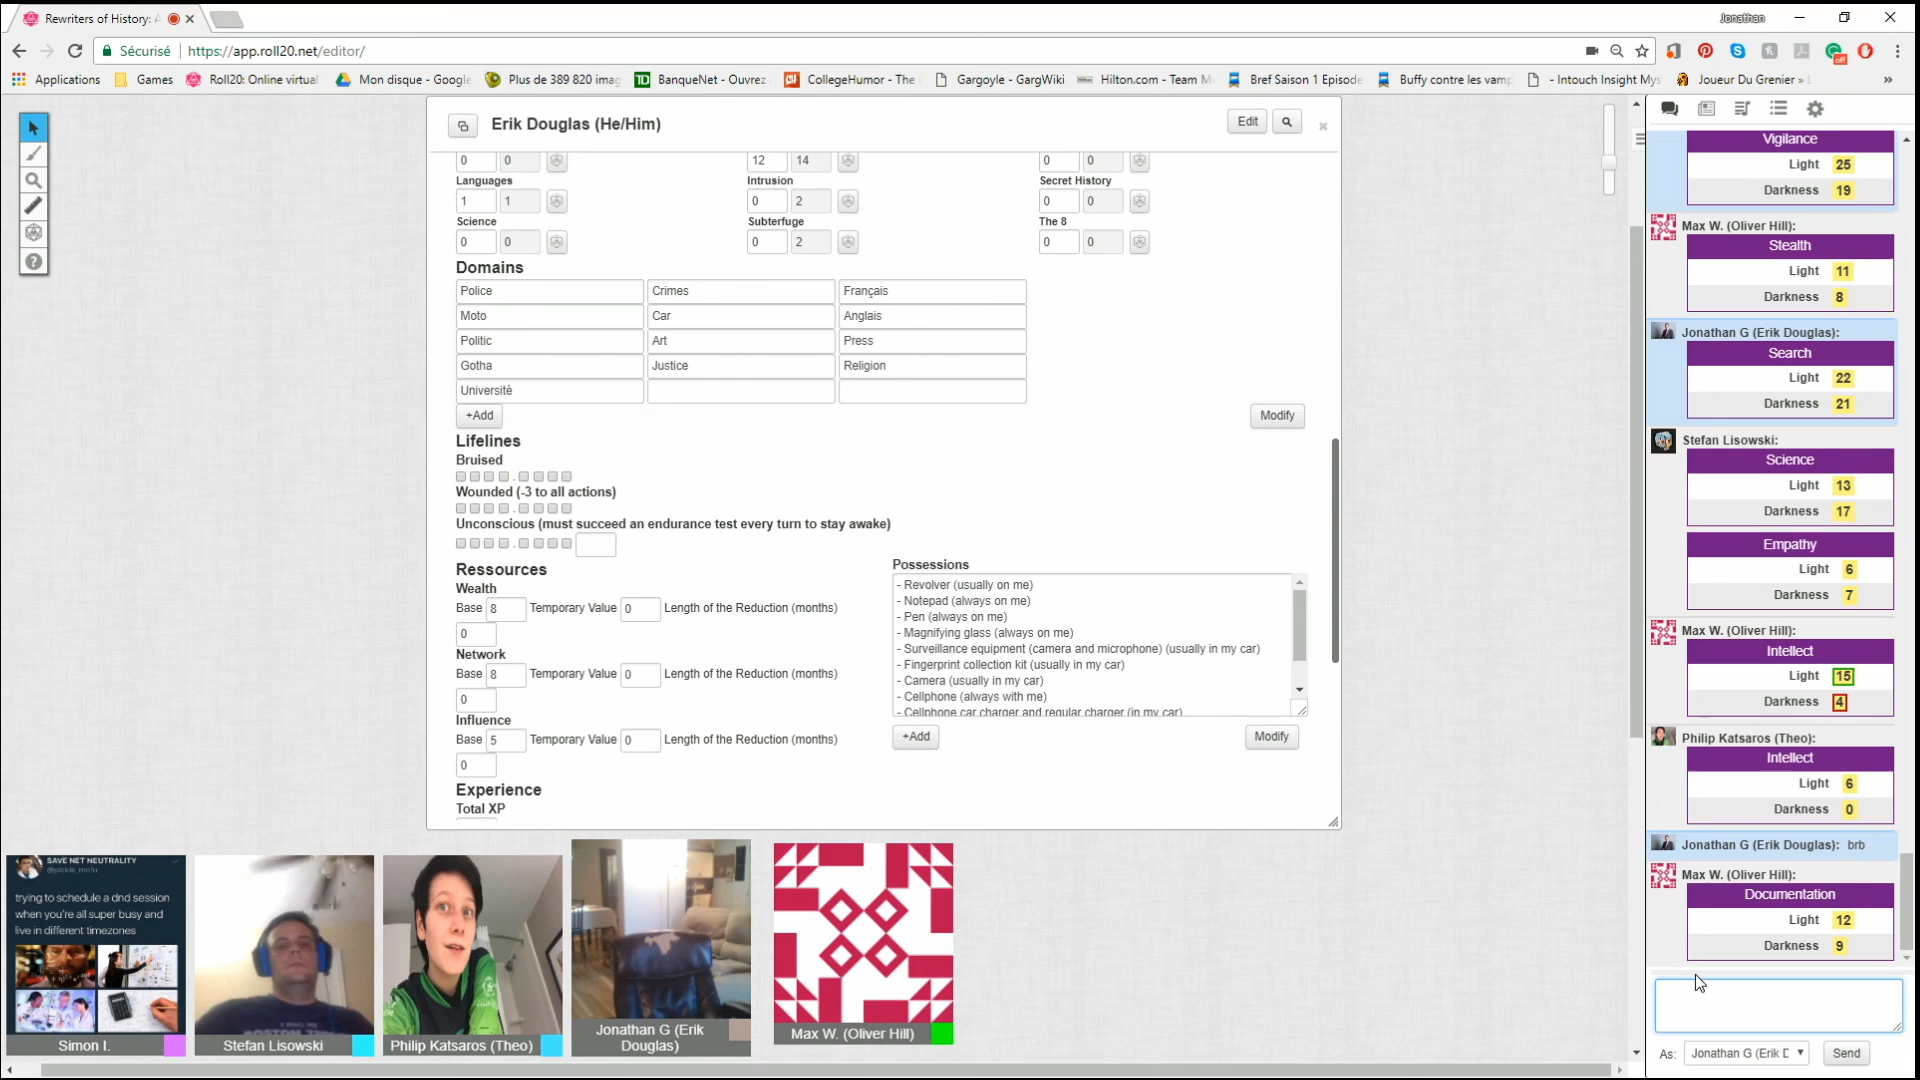 Rewriters of History: A
Jonathan
Sécurisé | https://app.roll20.net/editor/
off
Applications Games Roll20: Online virtual Mon disque - Google Plus de 389 820 imag TD BanqueNet - Ouvrez CH CollegeHumor - The Gargoyle - GargWiki Hilton.com - Team M Bref Saison 1 Episode Buffy contre les vamp - Intouch Insight Mys Joueur Du Grenier » »
Erik Douglas (He/Him)
Edit
0 0 12 14 0 0
Languages Intrusion Secret History
1 1 0 2 0 0
Science Subterfuge The 8
0 0 0 2 0 0
Domains
Police Crimes Français
Moto Car Anglais
Politic Art Press
Gotha Justice Religion
Université
+Add Modify
Lifelines
Bruised
Wounded (-3 to all actions)
Unconscious (must succeed an endurance test every turn to stay awake)
Ressources
Wealth
Base 8 Temporary Value 0 Length of the Reduction (months)
0
Network
Base 8 Temporary Value 0 Length of the Reduction (months)
0
Influence
Base 5 Temporary Value 0 Length of the Reduction (months)
0
Experience
Total XP
Possessions
- Revolver (usually on me)
- Notepad (always on me)
- Pen (always on me)
- Magnifying glass (always on me)
- Surveillance equipment (camera and microphone) (usually in my car)
- Fingerprint collection kit (usually in my car)
- Camera (usually in my car)
- Cellphone (always with me)
- Cellphone car charger and regular charger (in my car)
+Add Modify
Vigilance
Light 25
Darkness 19
Max W. (Oliver Hill):
Stealth
Light 11
Darkness 8
Jonathan G (Erik Douglas):
Search
Light 22
Darkness 21
Stefan Lisowski:
Science
Light 13
Darkness 17
Empathy
Light 6
Darkness 7
Max W. (Oliver Hill):
Intellect
Light 15
Darkness 4
Philip Katsaros (Theo):
Intellect
Light 6
Darkness 0
Jonathan G (Erik Douglas): brb
Max W. (Oliver Hill):
Documentation
Light 12
Darkness 9
As: Jonathan G (Erik D Send
SAVE NET NEUTRALITY
trying to schedule a dnd session
when you're all super busy and
live in different timezones
Simon I.
Stefan Lisowski
Philip Katsaros (Theo)
Jonathan G (Erik
Douglas)
Max W. (Oliver Hill)